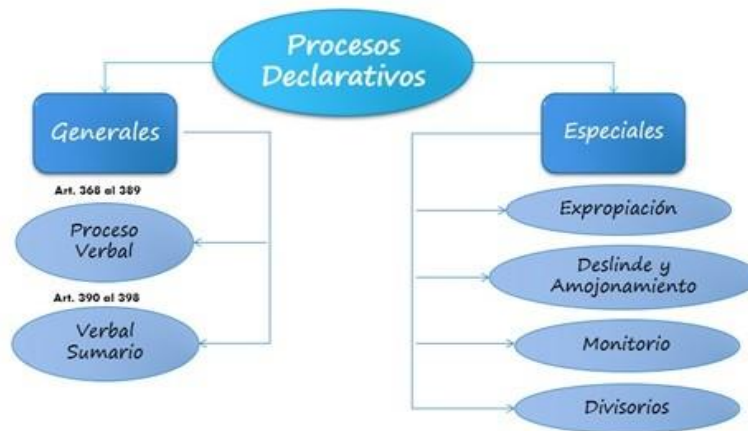 Procesos
Declarativos
Generales
Art. 368 al 389
Proceso
Verbal
Art. 390 al 398
Verbal
Sumario
Especiales
Expropiación
Deslinde y
Amojonamiento
Monitorio
Divisorios